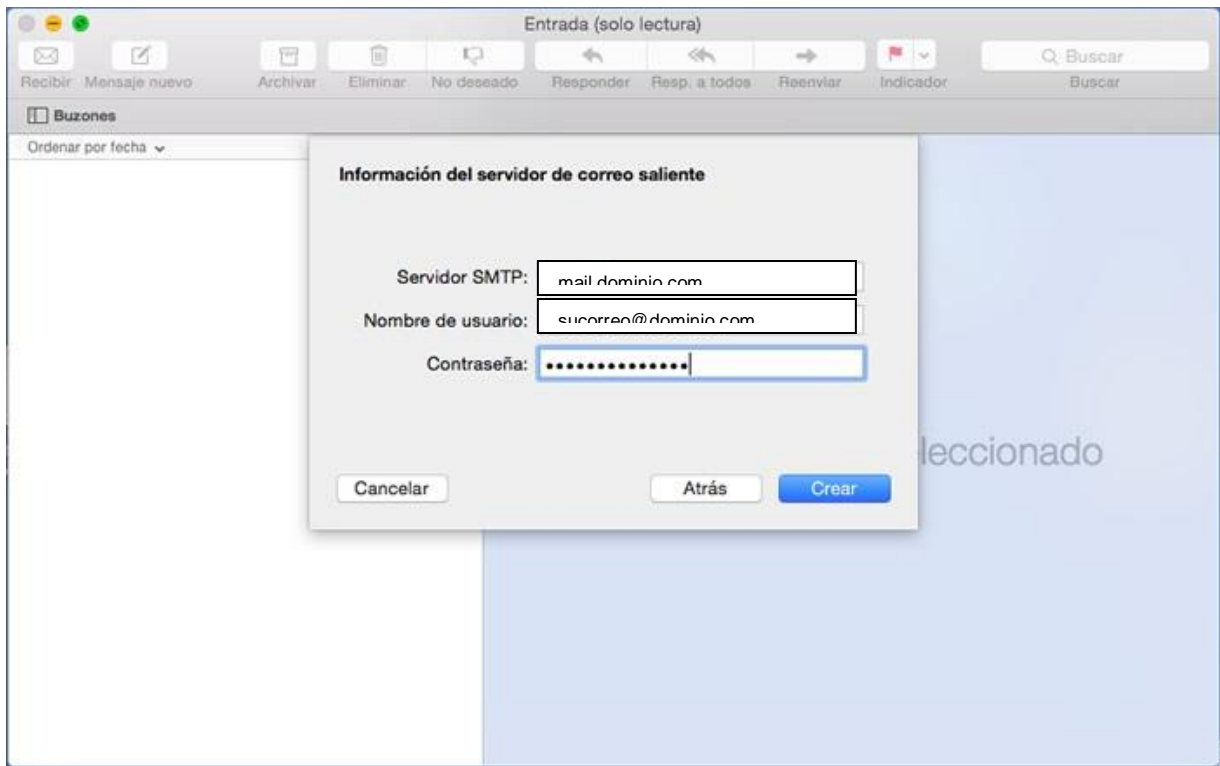 Entrada (solo lectura)
Recibir Mensaje nuevo Archivar Eliminar No deseado Responder Resp. a todos Reenviar Indicador Buscar
Buscar
Buzones
Ordenar por fecha
Información del servidor de correo saliente
Servidor SMTP: mail.dominio.com
Nombre de usuario: sucorreo@dominio.com
Contraseña: ••••••••••••••
leccionado
Cancelar Atrás Crear